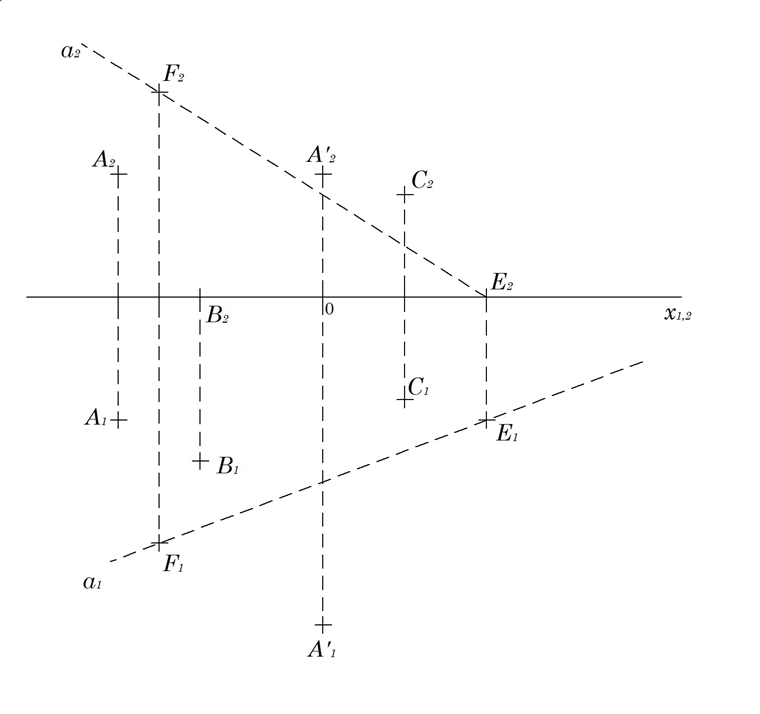 a₂
F₂
A₂
A'₂
C₂
E₂
B₂
0
x₁,₂
C₁
A₁
E₁
B₁
F₁
a₁
A'₁